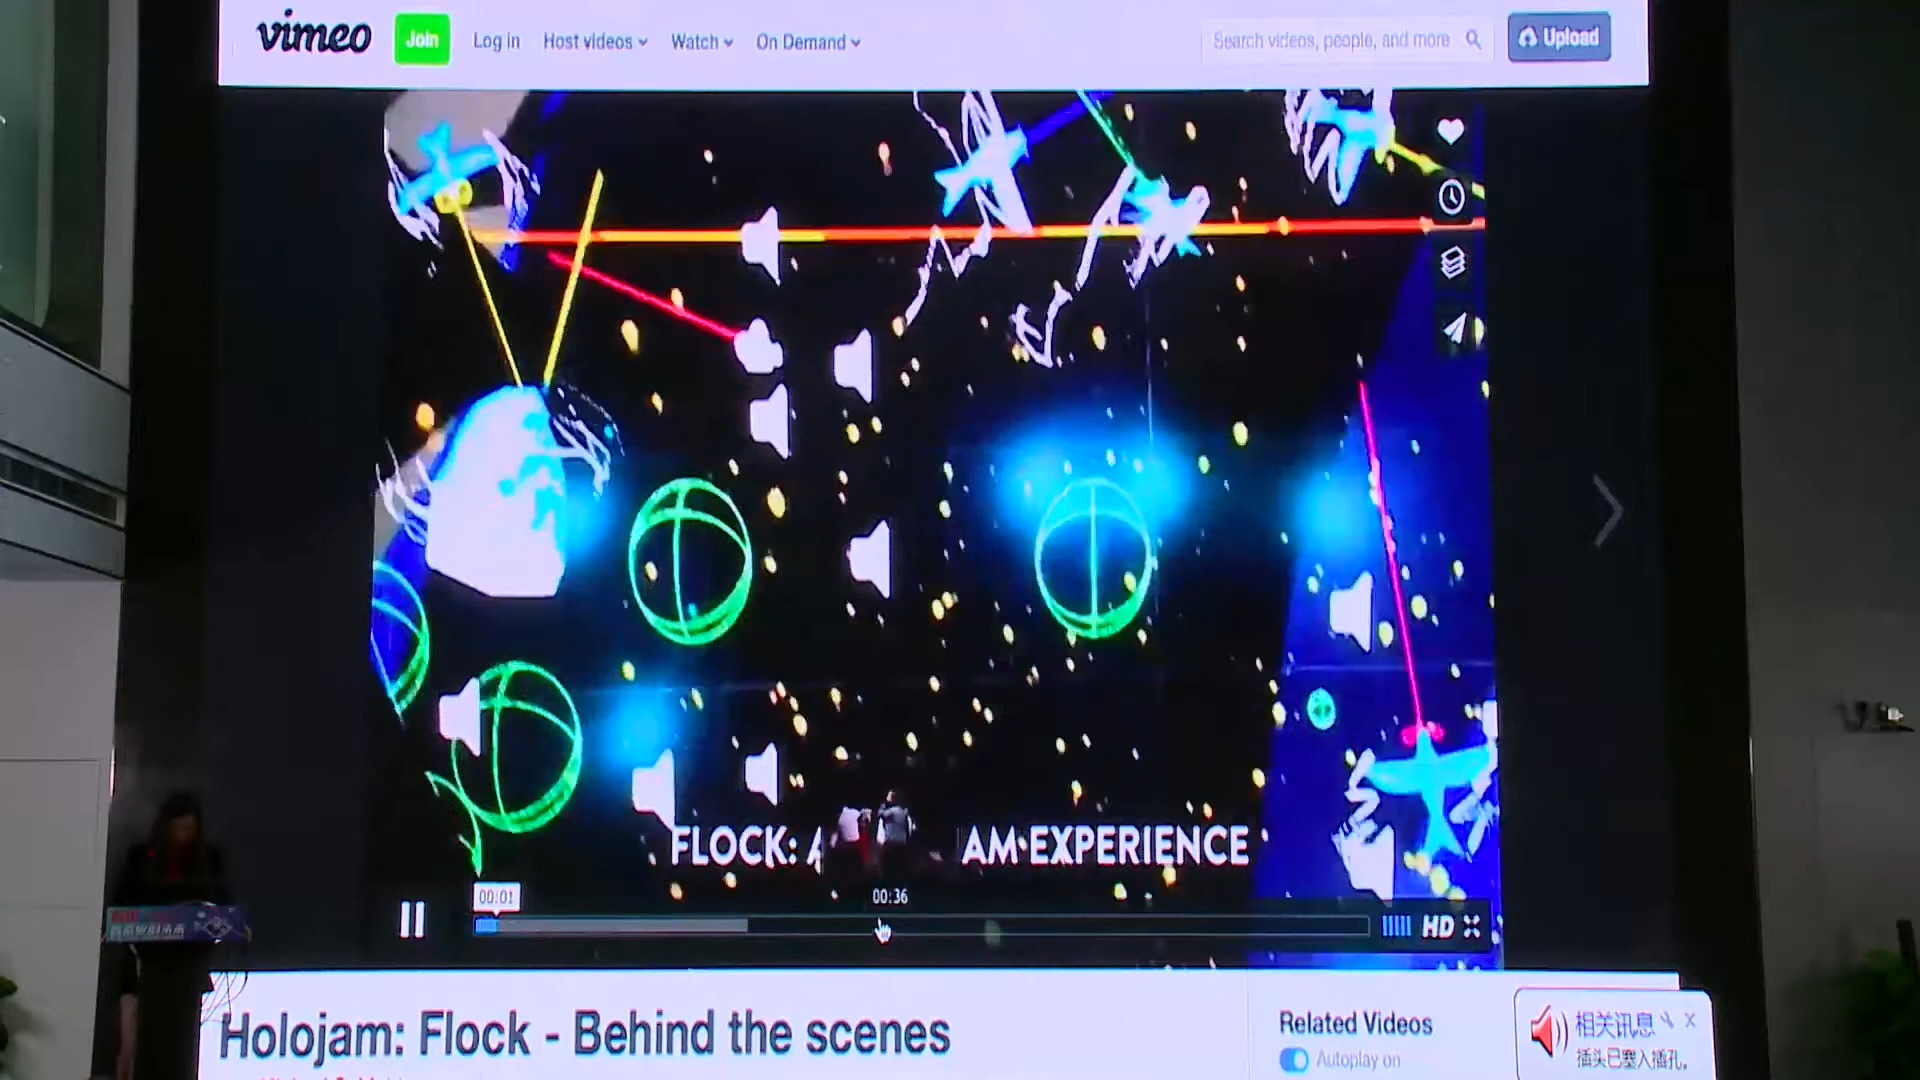 vimeo
Join
Log in
Host videos
Watch
On Demand
Search videos, people, and more
Upload
FLOCK: A
AM EXPERIENCE
00:01
00:36
HD
Holojam: Flock - Behind the scenes
Related Videos
Autoplay on
相关讯息
插头已塞入插孔。